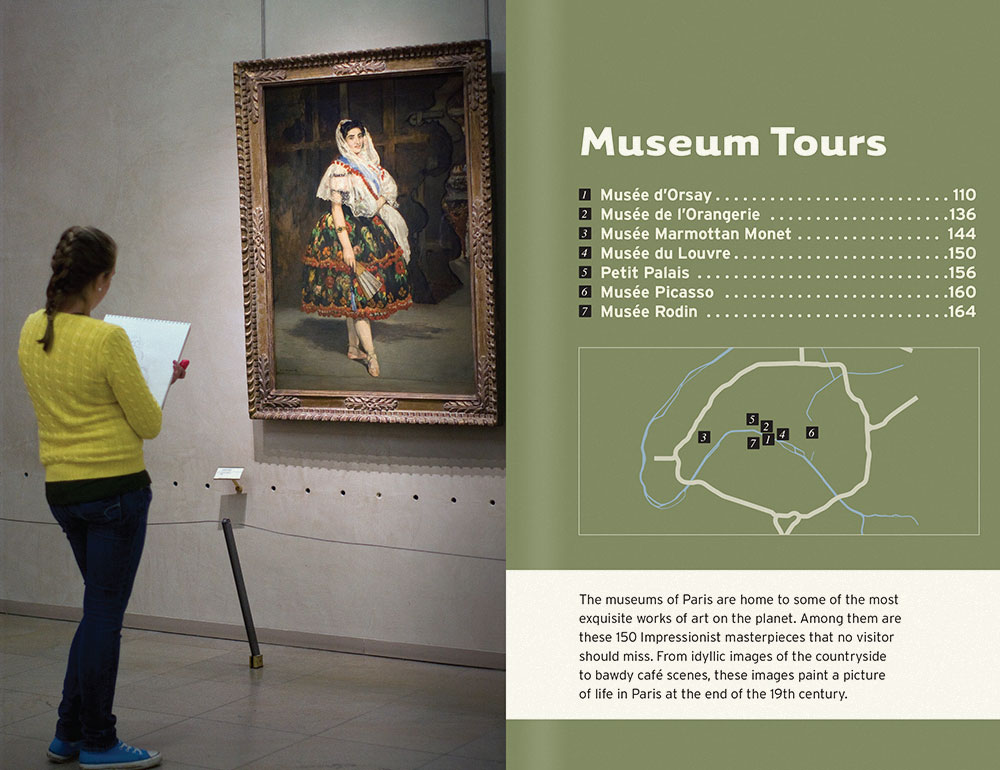 Museum Tours
1 Musée d'Orsay........................... 110
2 Musée de l'Orangerie .....................136
3 Musée Marmottan Monet ................ 144
4 Musée du Louvre........................150
5 Petit Palais ............................156
6 Musée Picasso .........................160
7 Musée Rodin ...........................164
5
2
3
1
4
6
7
The museums of Paris are home to some of the most
exquisite works of art on the planet. Among them are
these 150 Impressionist masterpieces that no visitor
should miss. From idyllic images of the countryside
to bawdy café scenes, these images paint a picture
of life in Paris at the end of the 19th century.